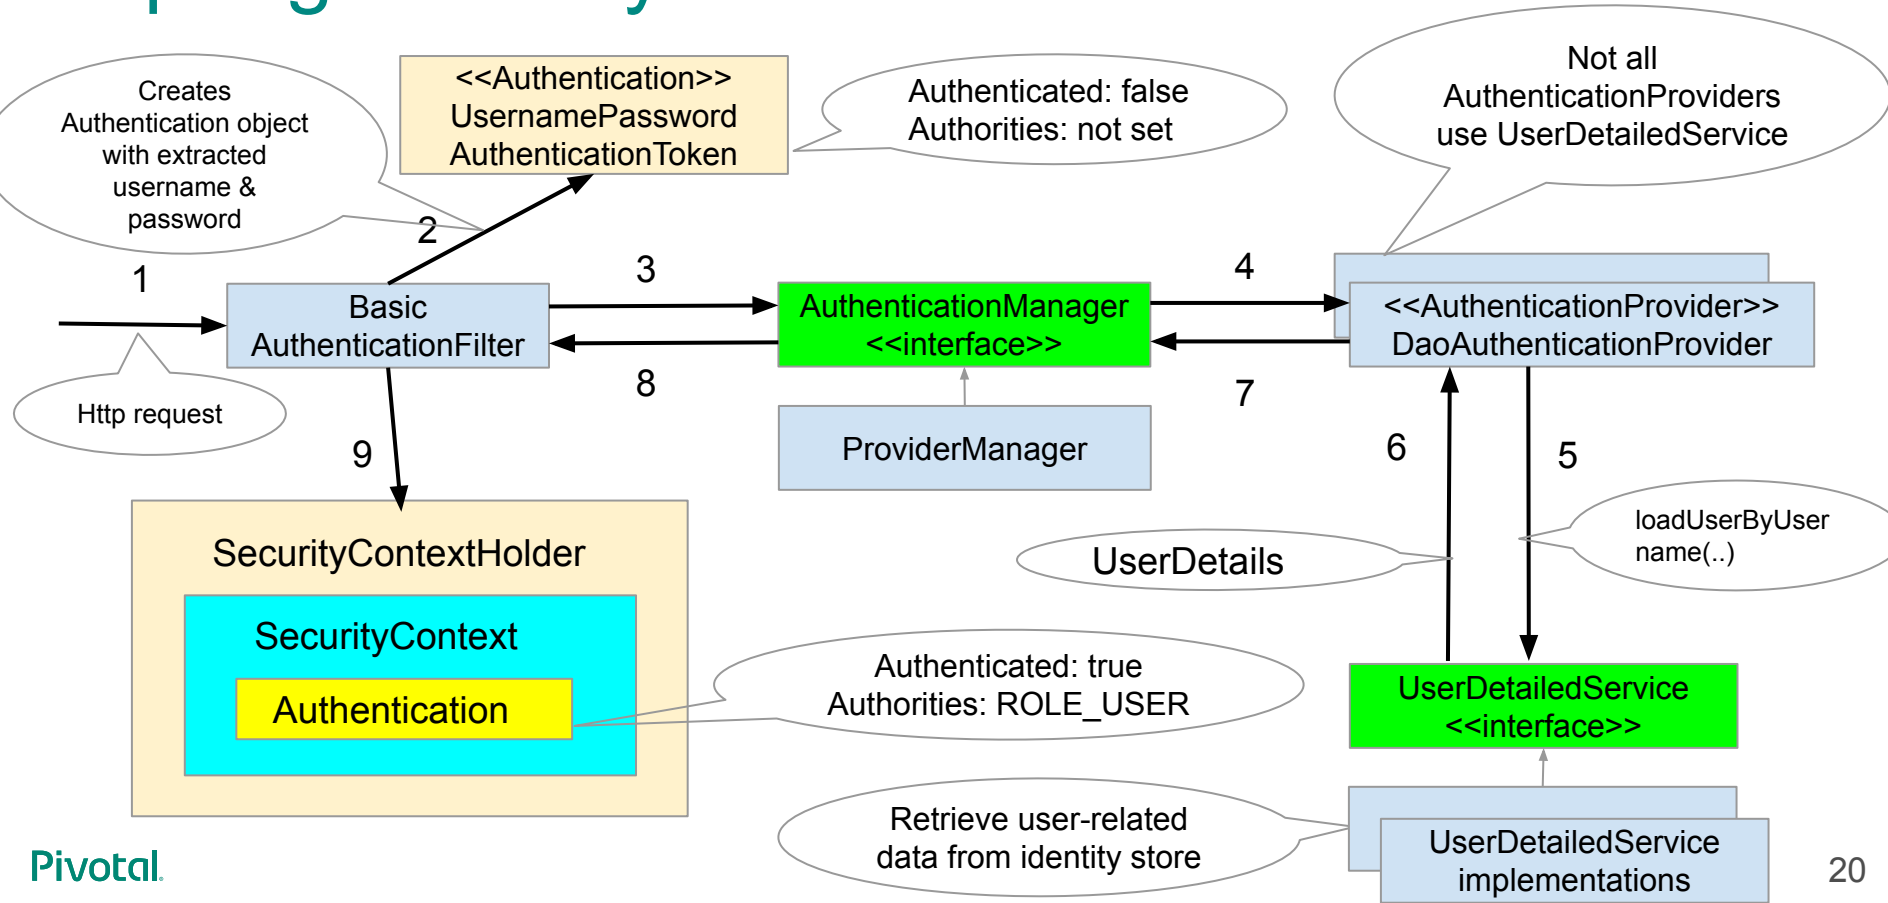 Creates
Authentication object
with extracted
username &
password
<<Authentication>>
UsernamePassword
AuthenticationToken
Authenticated: false
Authorities: not set
Not all
AuthenticationProviders
use UserDetailedService
1
2
3
4
Basic
AuthenticationFilter
AuthenticationManager
<<interface>>
<<AuthenticationProvider>>
DaoAuthenticationProvider
8
7
Http request
9
ProviderManager
6
5
loadUserByUser
name(..)
UserDetails
SecurityContextHolder
SecurityContext
Authentication
Authenticated: true
Authorities: ROLE_USER
UserDetailedService
<<interface>>
Retrieve user-related
data from identity store
UserDetailedService
implementations
Pivotal.
20